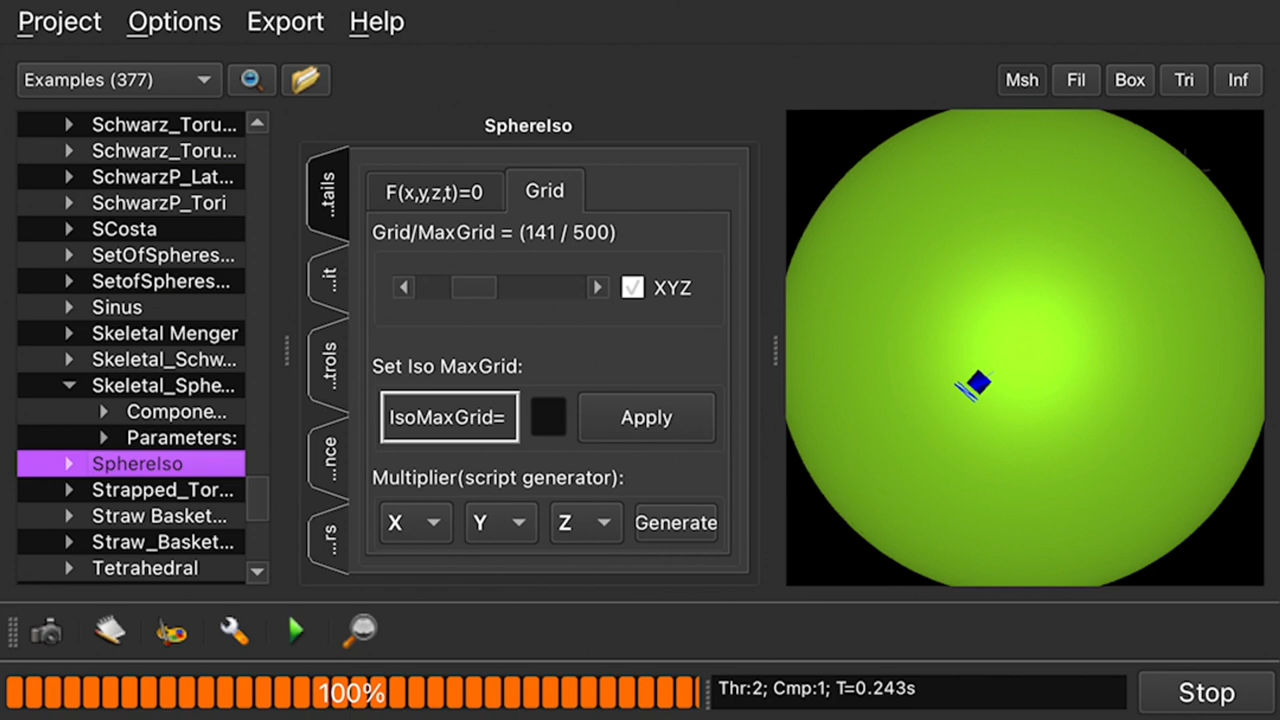 Project Options Export Help
Examples (377)
Msh Fil Box Tri Inf
Schwarz_Toru...
Schwarz_Toru...
SchwarzP_Lat...
SchwarzP_Tori
SCosta
SetOfSpheres...
SetofSpheres...
Sinus
Skeletal Menger
Skeletal_Schw...
Skeletal_Sphe...
Compone...
Parameters:
SphereIso
Strapped_Tor...
Straw Basket...
Straw_Basket...
Tetrahedral
SphereIso
...tails
...it
...trols
...nce
...rs
F(x,y,z,t)=0 Grid
Grid/MaxGrid = (141 / 500)
XYZ
Set Iso MaxGrid:
IsoMaxGrid= Apply
Multiplier(script generator):
X Y Z Generate
100%
Thr:2; Cmp:1; T=0.243s
Stop